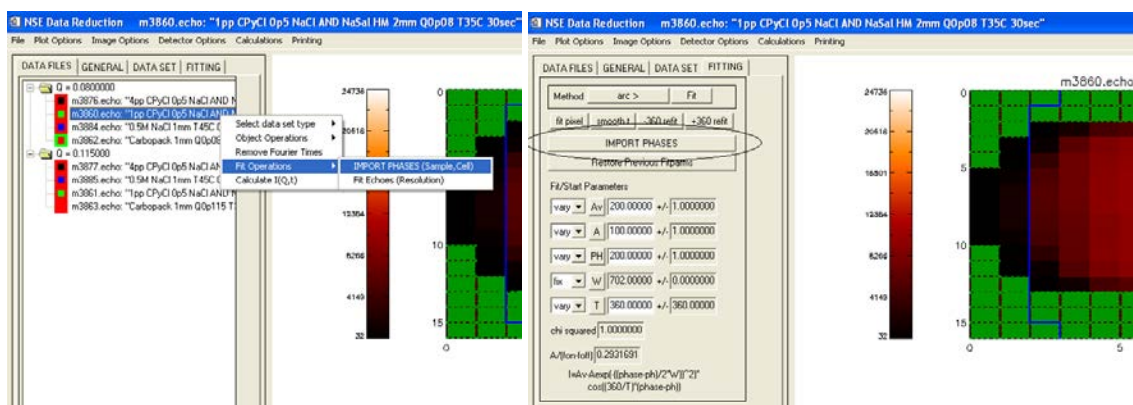 NSE Data Reduction m3860.echo: "1pp CPyCl 0p5 NaCl AND NaSal HM 2mm Q0p08 T35C 30sec"
File Plot Options Image Options Detector Options Calculations Printing
DATA FILES GENERAL DATA SET FITTING
Q = 0.0800000
m3876.echo: "4pp CPyCl 0p5 NaCl AND N
m3860.echo: "1pp CPyCl 0p5 NaCl AND N
m3884.echo: "0.5M NaCl 1mm T45C
m3862.echo: "Carbopack 1mm Q0p08
Q = 0.115000
m3877.echo: "4pp CPyCl 0p5 NaCl AND
m3885.echo: "0.5M NaCl 1mm T45C
m3861.echo: "1pp CPyCl 0p5 NaCl AND N
m3863.echo: "Carbopack 1mm Q0p115 T
Select data set type
Object Operations
Remove Fourier Times
Fit Operations
Calculate I(Q,t)
IMPORT PHASES (Sample,Cell)
Fit Echoes (Resolution)
24736
20616
12384
8266
4149
32
0
5
10
15
0
NSE Data Reduction m3860.echo: "1pp CPyCl 0p5 NaCl AND NaSal HM 2mm Q0p08 T35C 30sec"
File Plot Options Image Options Detector Options Calculations Printing
DATA FILES GENERAL DATA SET FITTING
Method arc > Fit
fit pixel smooth t -360 refit +360 refit
IMPORT PHASES
Restore Previous Fitparms
Fit/Start Parameters
vary Av 200.00000 +/- 1.0000000
vary A 100.00000 +/- 1.0000000
vary PH 200.00000 +/- 1.0000000
fix W 702.00000 +/- 0.0000000
vary T 360.00000 +/- 360.00000
chi squared 1.0000000
A/(Ion-Ioff) 0.2931691
I=Av-Aexp(-((phase-ph)/2*W))^2)*
cos((360/T)*(phase-ph))
24736
20616
16501
12384
8266
4149
32
m3860.echo
0
5
10
15
0
5